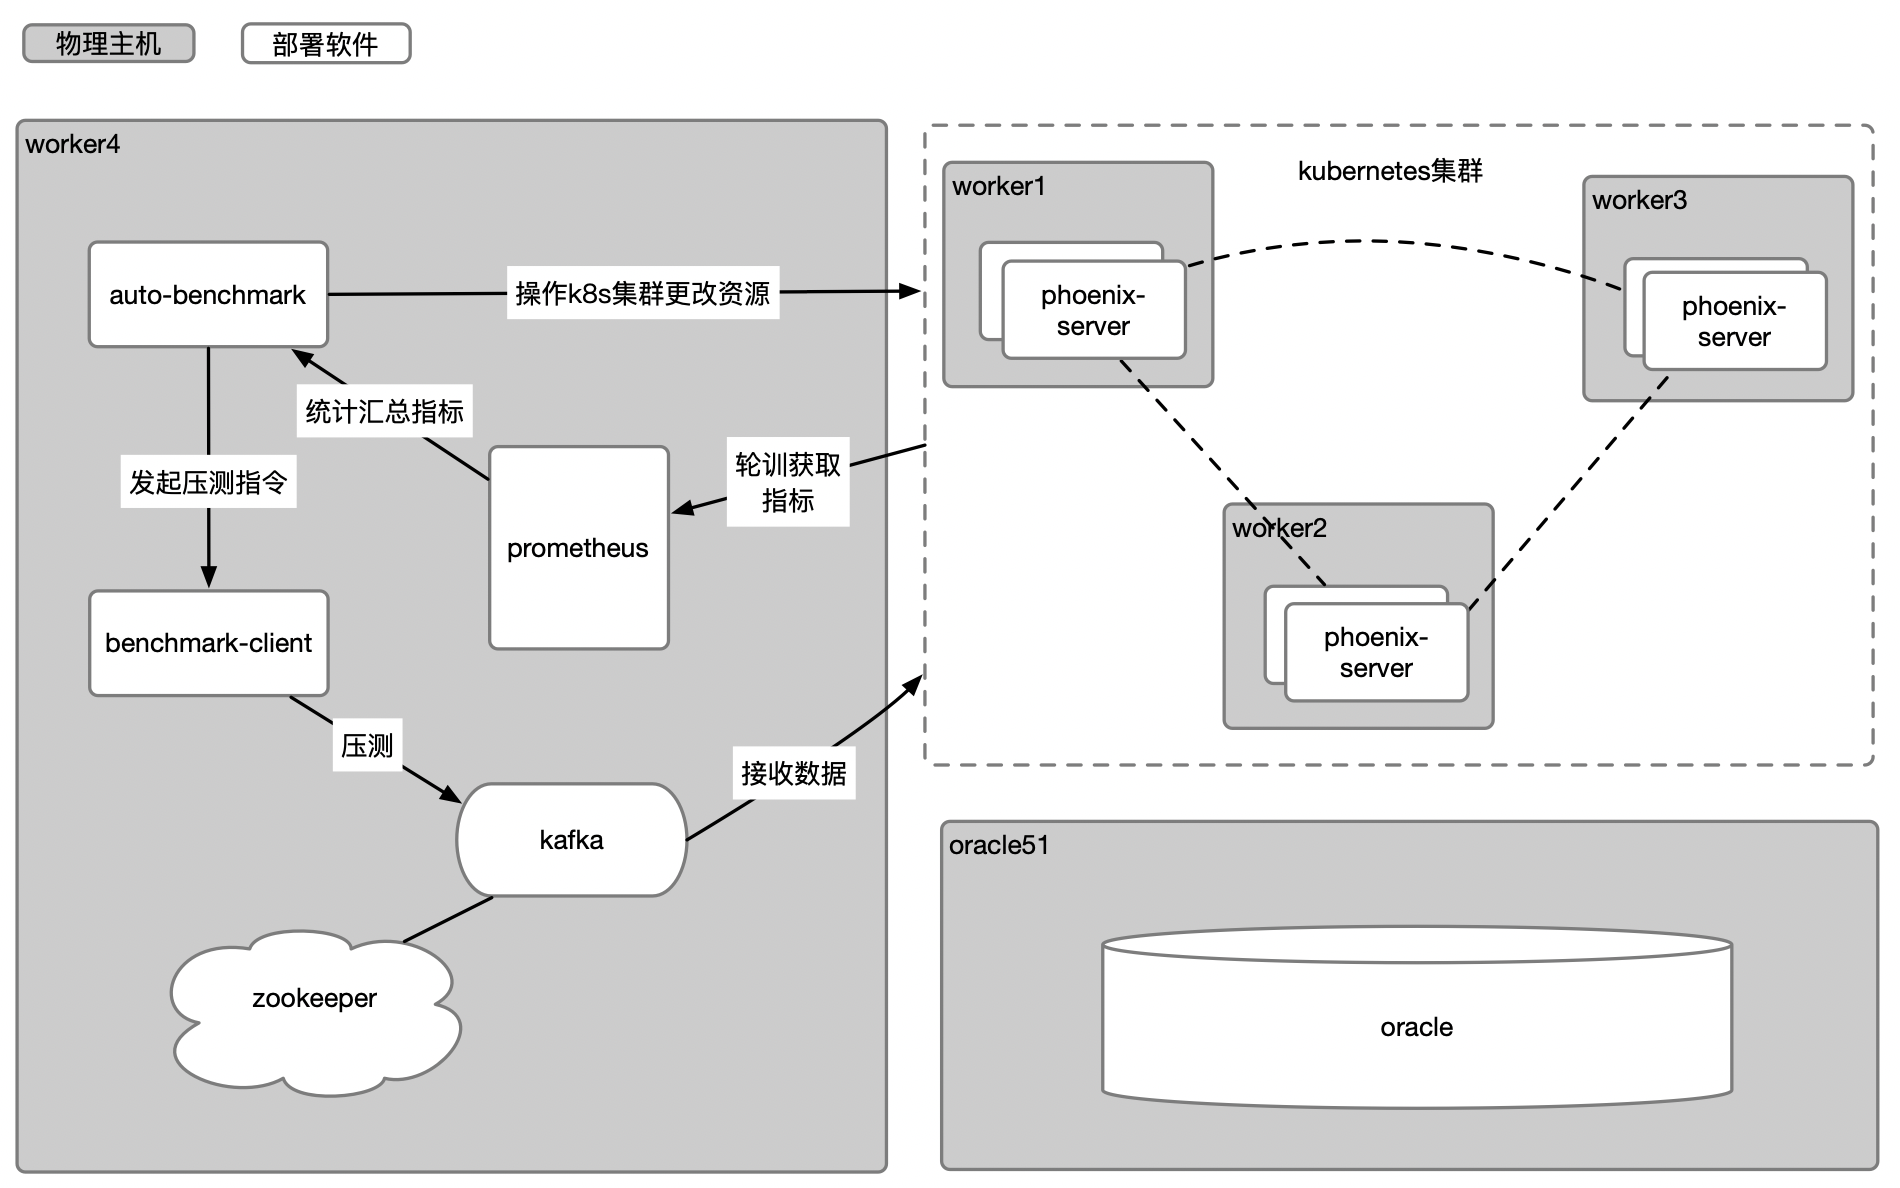 物理主机
部署软件
worker4
auto-benchmark
操作k8s集群更改资源
统计汇总指标
发起压测指令
prometheus
轮训获取
指标
benchmark-client
压测
kafka
接收数据
zookeeper
kubernetes集群
worker1
phoenix-
server
worker3
phoenix-
server
worker2
phoenix-
server
oracle51
oracle